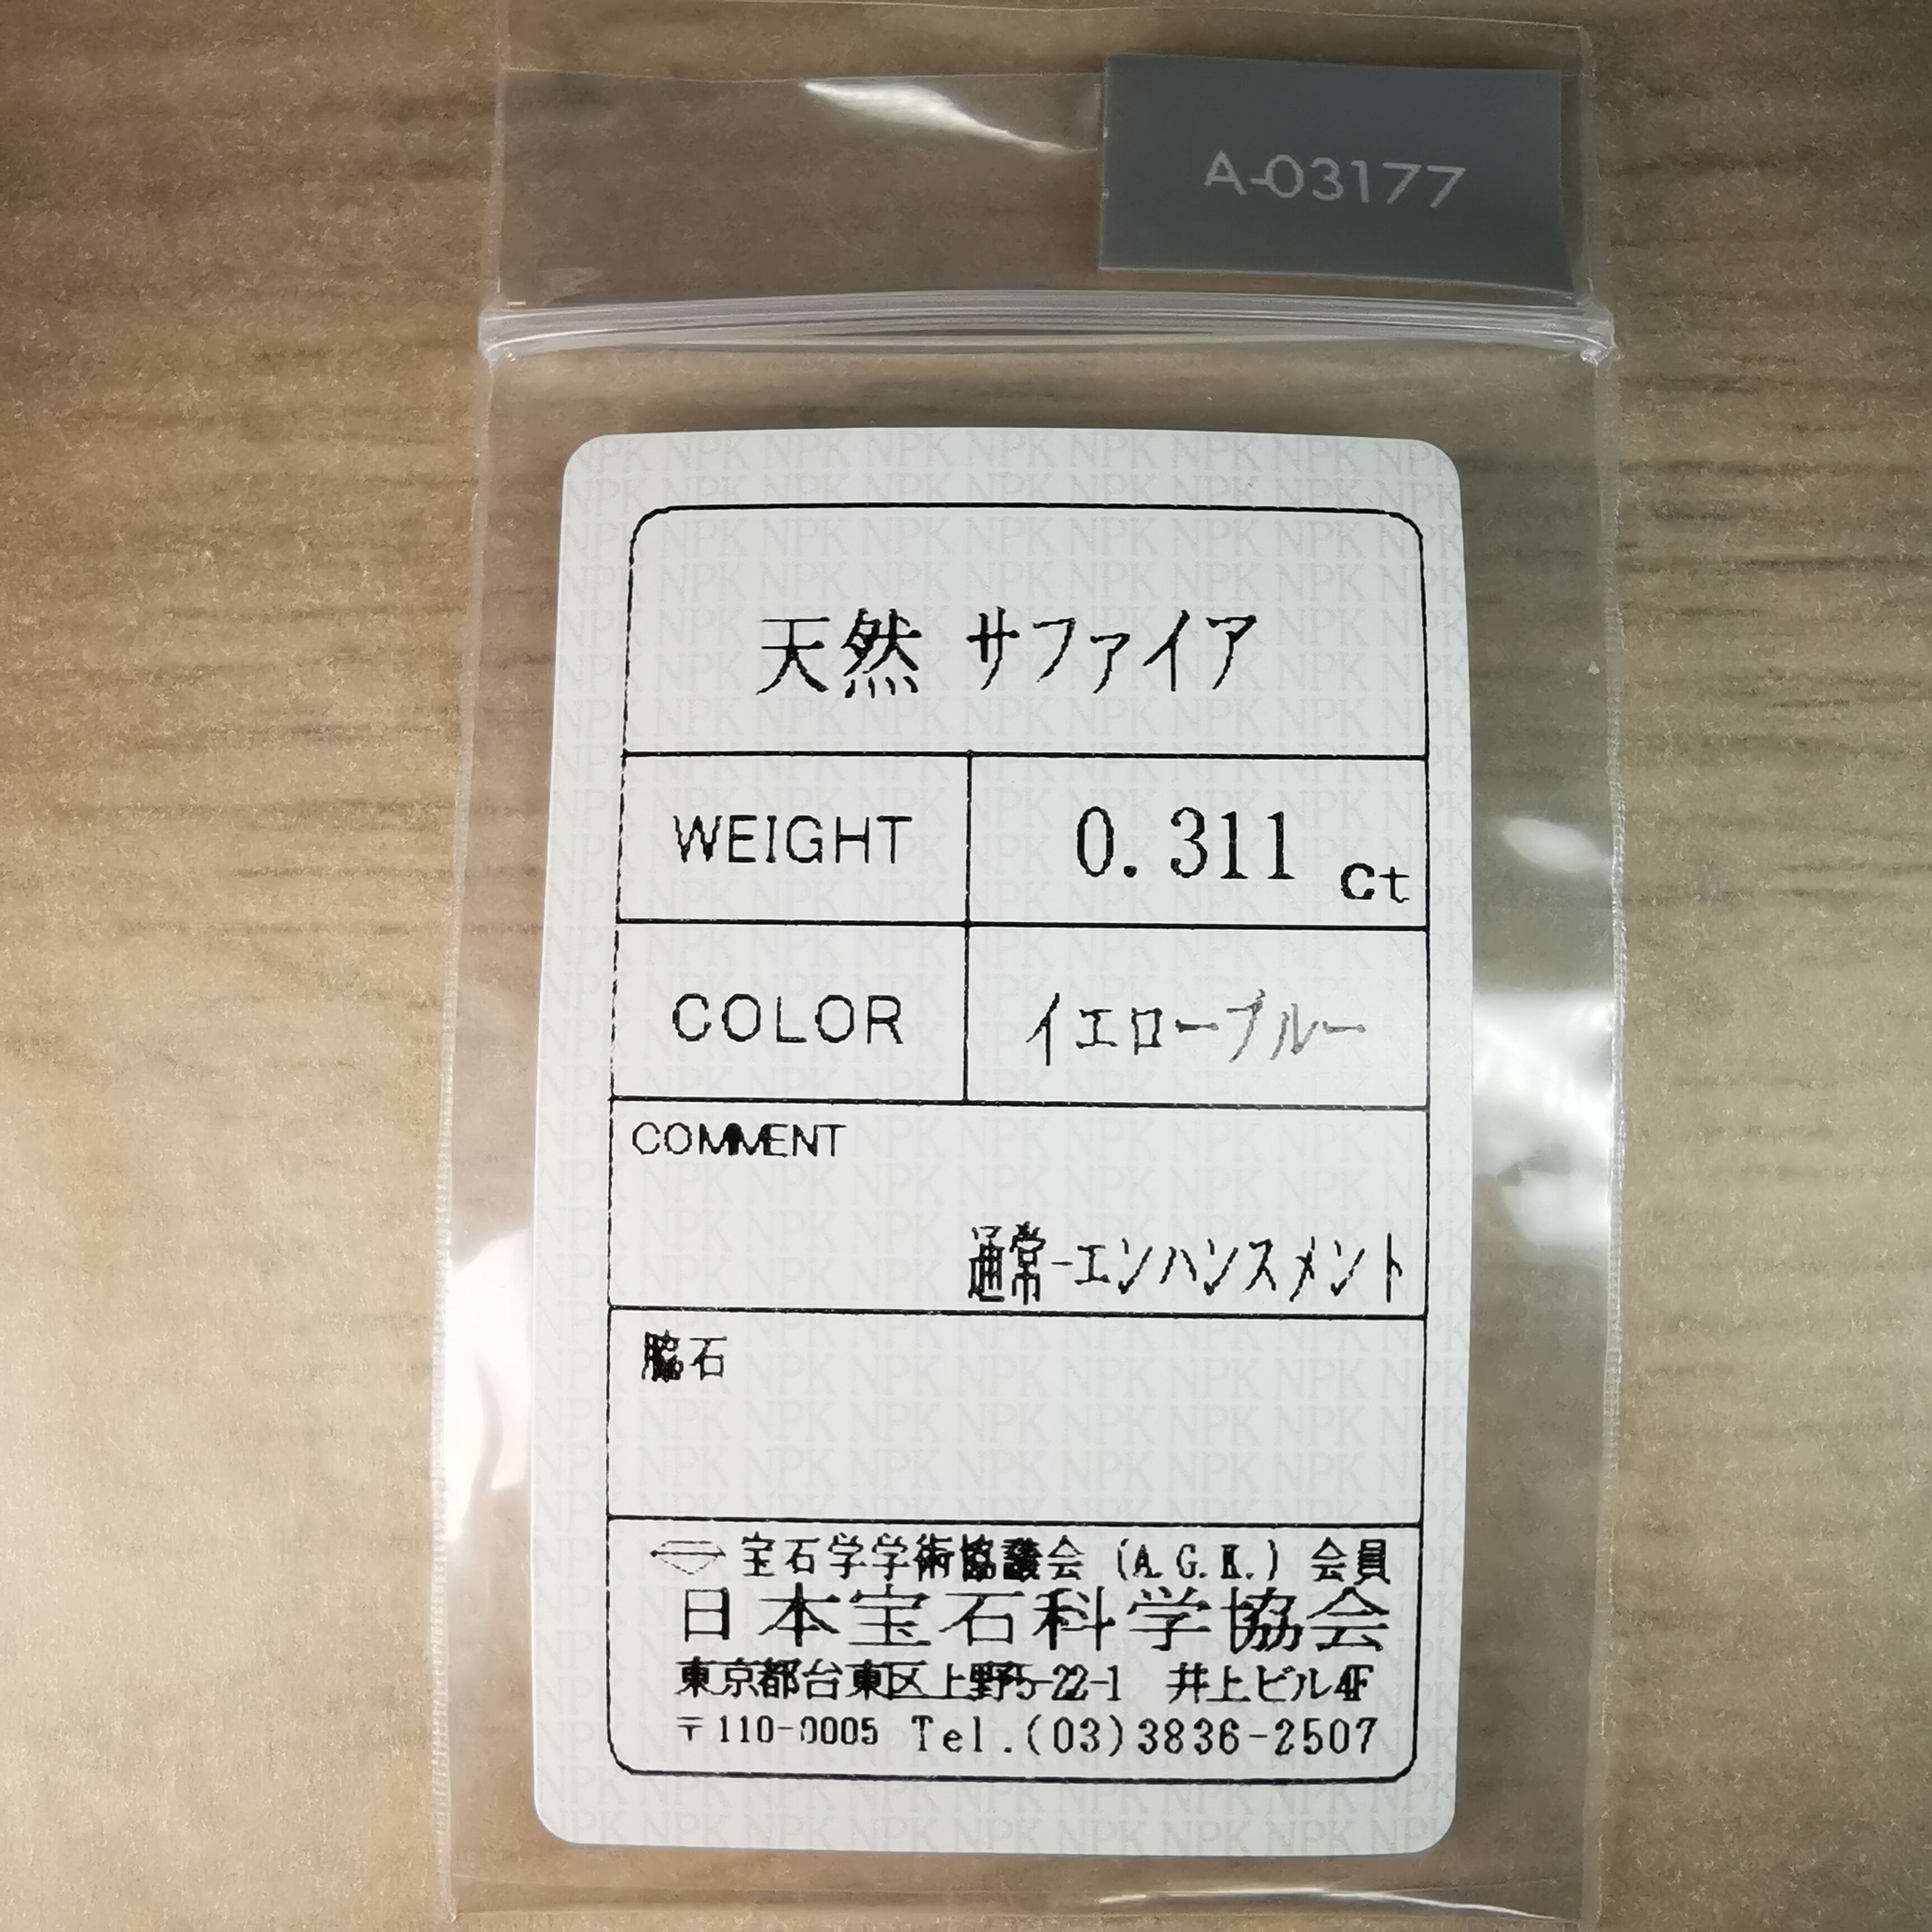 A-03177
天然 サファイア
WEIGHT 0.311 ct
COLOR イエローブルー
COMMENT
通常-エンハンスメント
脇石
宝石学学術協議会 (A.G.K.) 会員
日本宝石科学協会
東京都台東区上野5-22-1 井上ビル4F
〒110-0005 Tel.(03)3836-2507
NPK